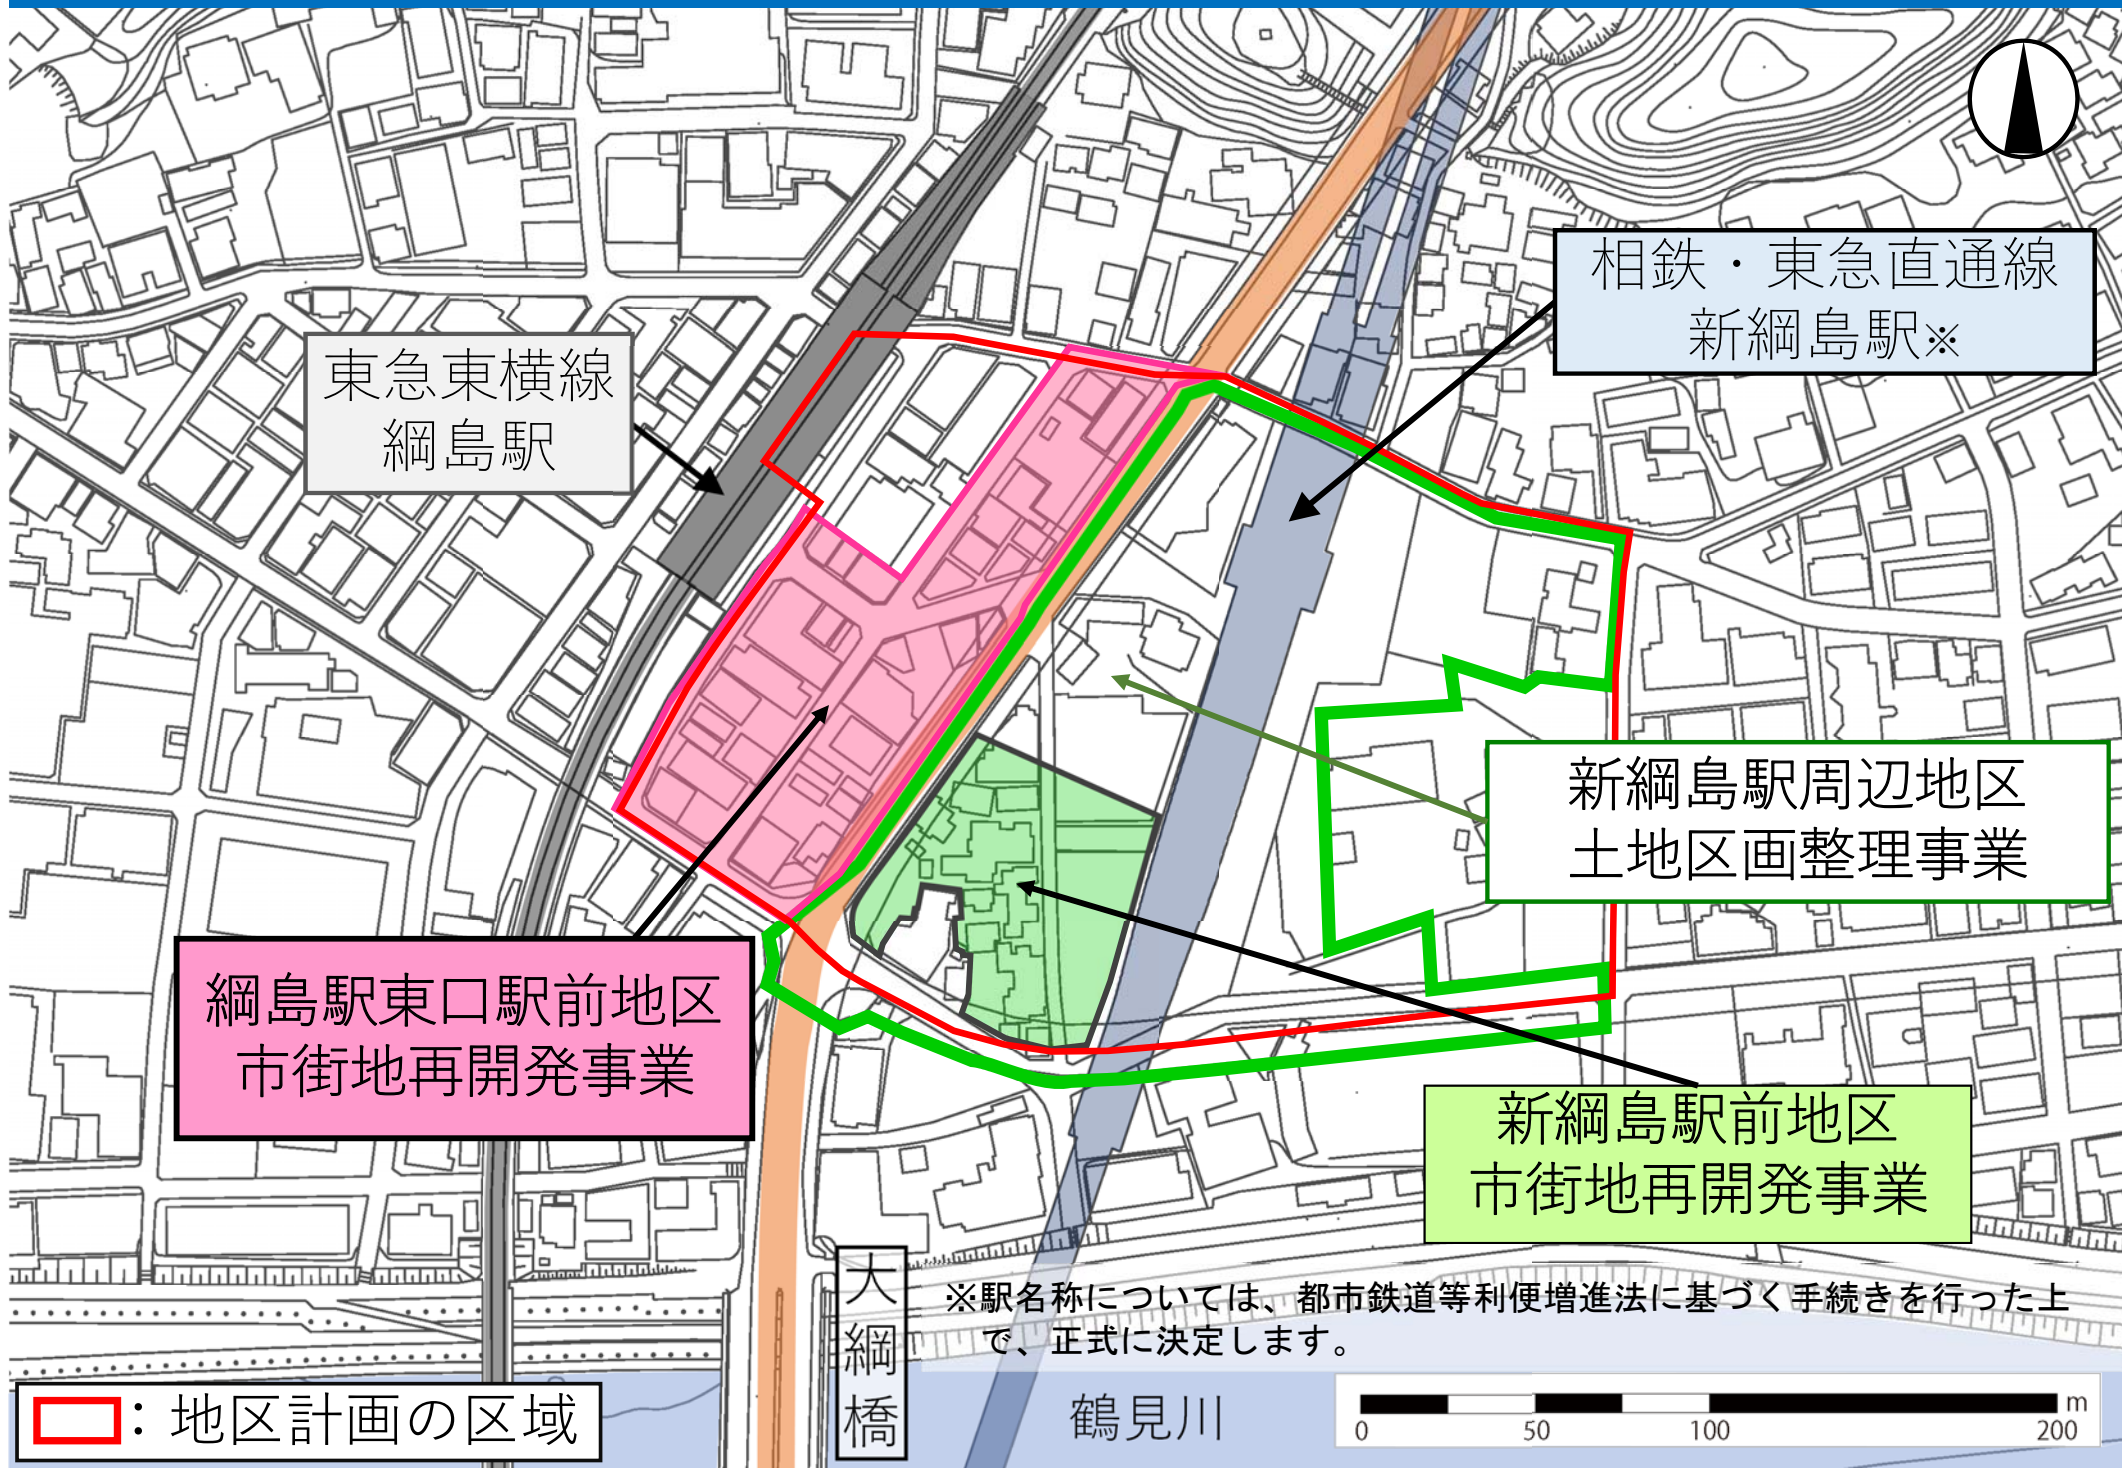 相鉄・東急直通線
新綱島駅※
東急東横線
綱島駅
新綱島駅周辺地区
土地区画整理事業
綱島駅東口駅前地区
市街地再開発事業
新綱島駅前地区
市街地再開発事業
大綱橋
※駅名称については、都市鉄道等利便増進法に基づく手続きを行った上
で、正式に決定します。
鶴見川
：地区計画の区域
m
0 50 100 200